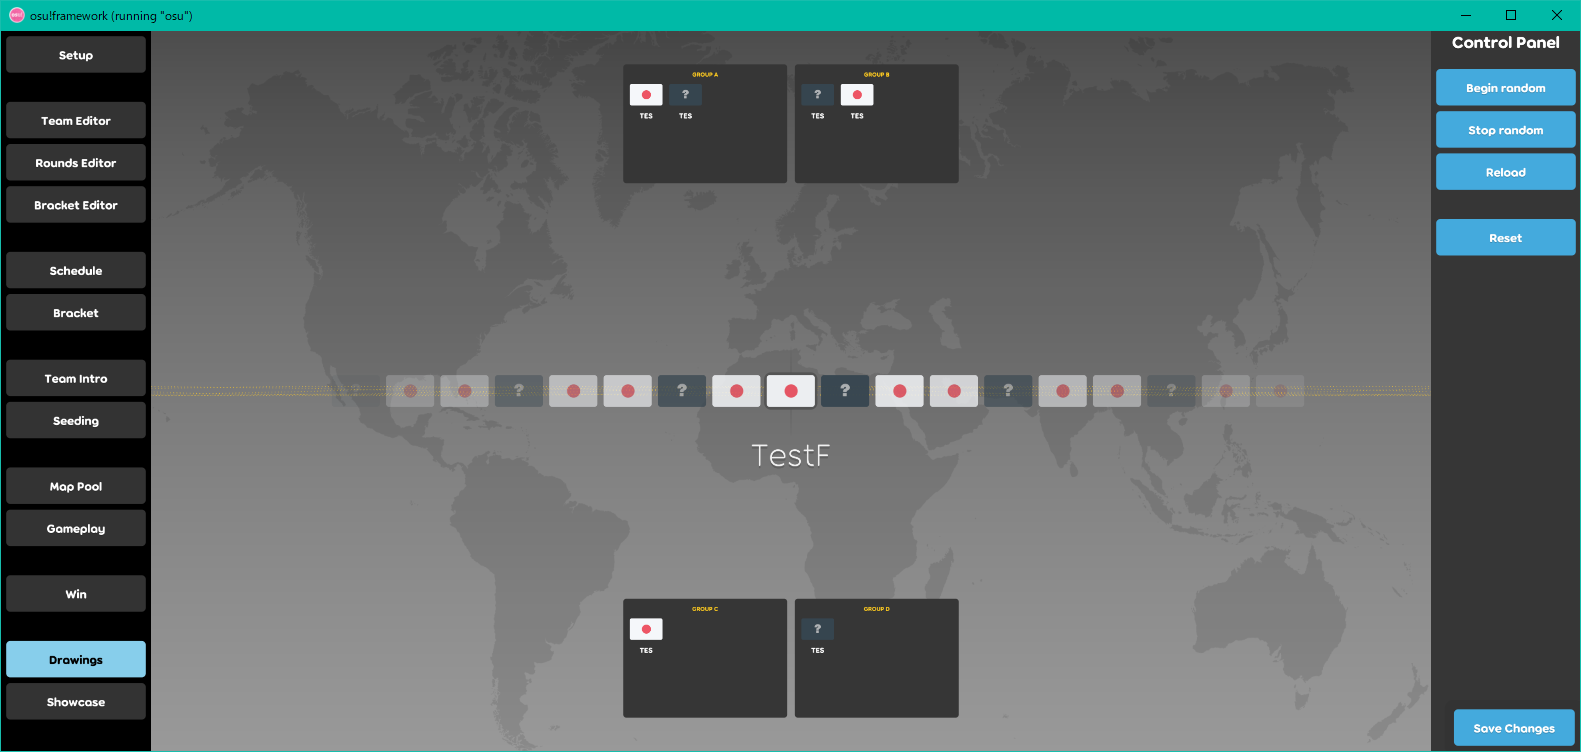 osu!framework (running "osu")
Setup
Team Editor
Rounds Editor
Bracket Editor
Schedule
Bracket
Team Intro
Seeding
Map Pool
Gameplay
Win
Drawings
Showcase
GROUP A
?
TES TES
GROUP B
?
TES TES
? ? ? ? ?
TestF
GROUP C
TES
GROUP D
?
TES
Control Panel
Begin random
Stop random
Reload
Reset
Save Changes